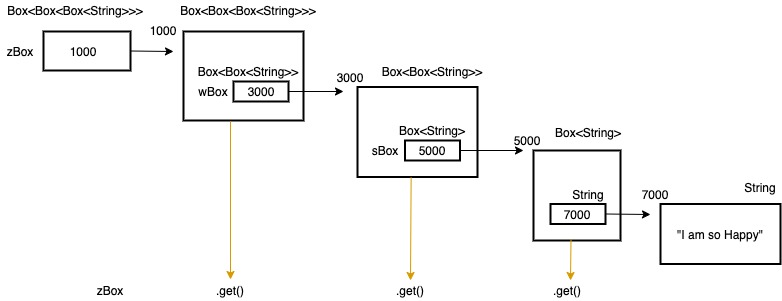 Box<Box<Box<String>>>
Box<Box<Box<String>>>
1000
zBox
1000
Box<Box<String>>
Box<Box<String>>
3000
wBox
3000
Box<String>
Box<String>
5000
sBox
5000
String
String
7000
7000
"I am so Happy"
zBox .get() .get() .get()